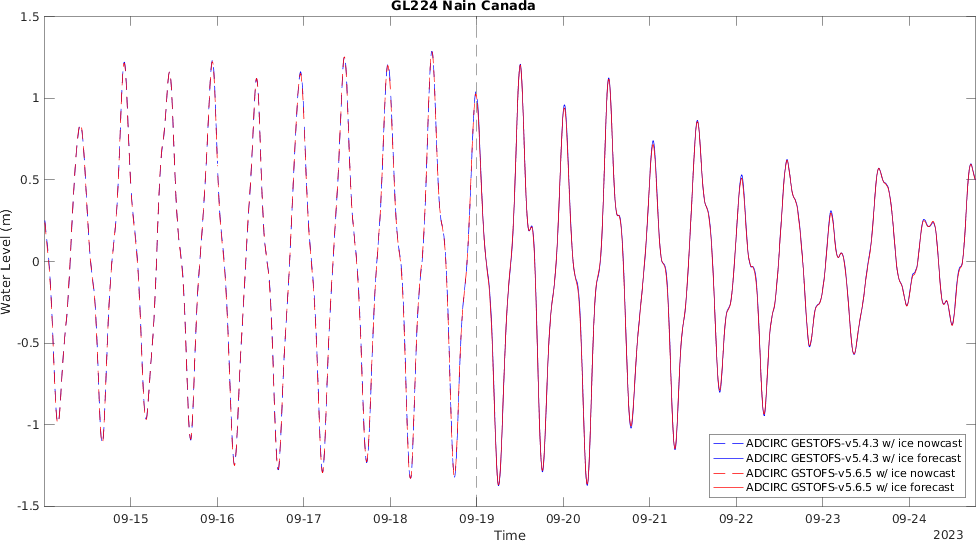 GL224 Nain Canada
1.5
1
0.5
0
-0.5
-1
-1.5
Water Level (m)
ADCIRC GESTOFS-v5.4.3 w/ ice nowcast
ADCIRC GESTOFS-v5.4.3 w/ ice forecast
ADCIRC GSTOFS-v5.6.5 w/ ice nowcast
ADCIRC GSTOFS-v5.6.5 w/ ice forecast
09-15 09-16 09-17 09-18 09-19 09-20 09-21 09-22 09-23 09-24
Time
2023